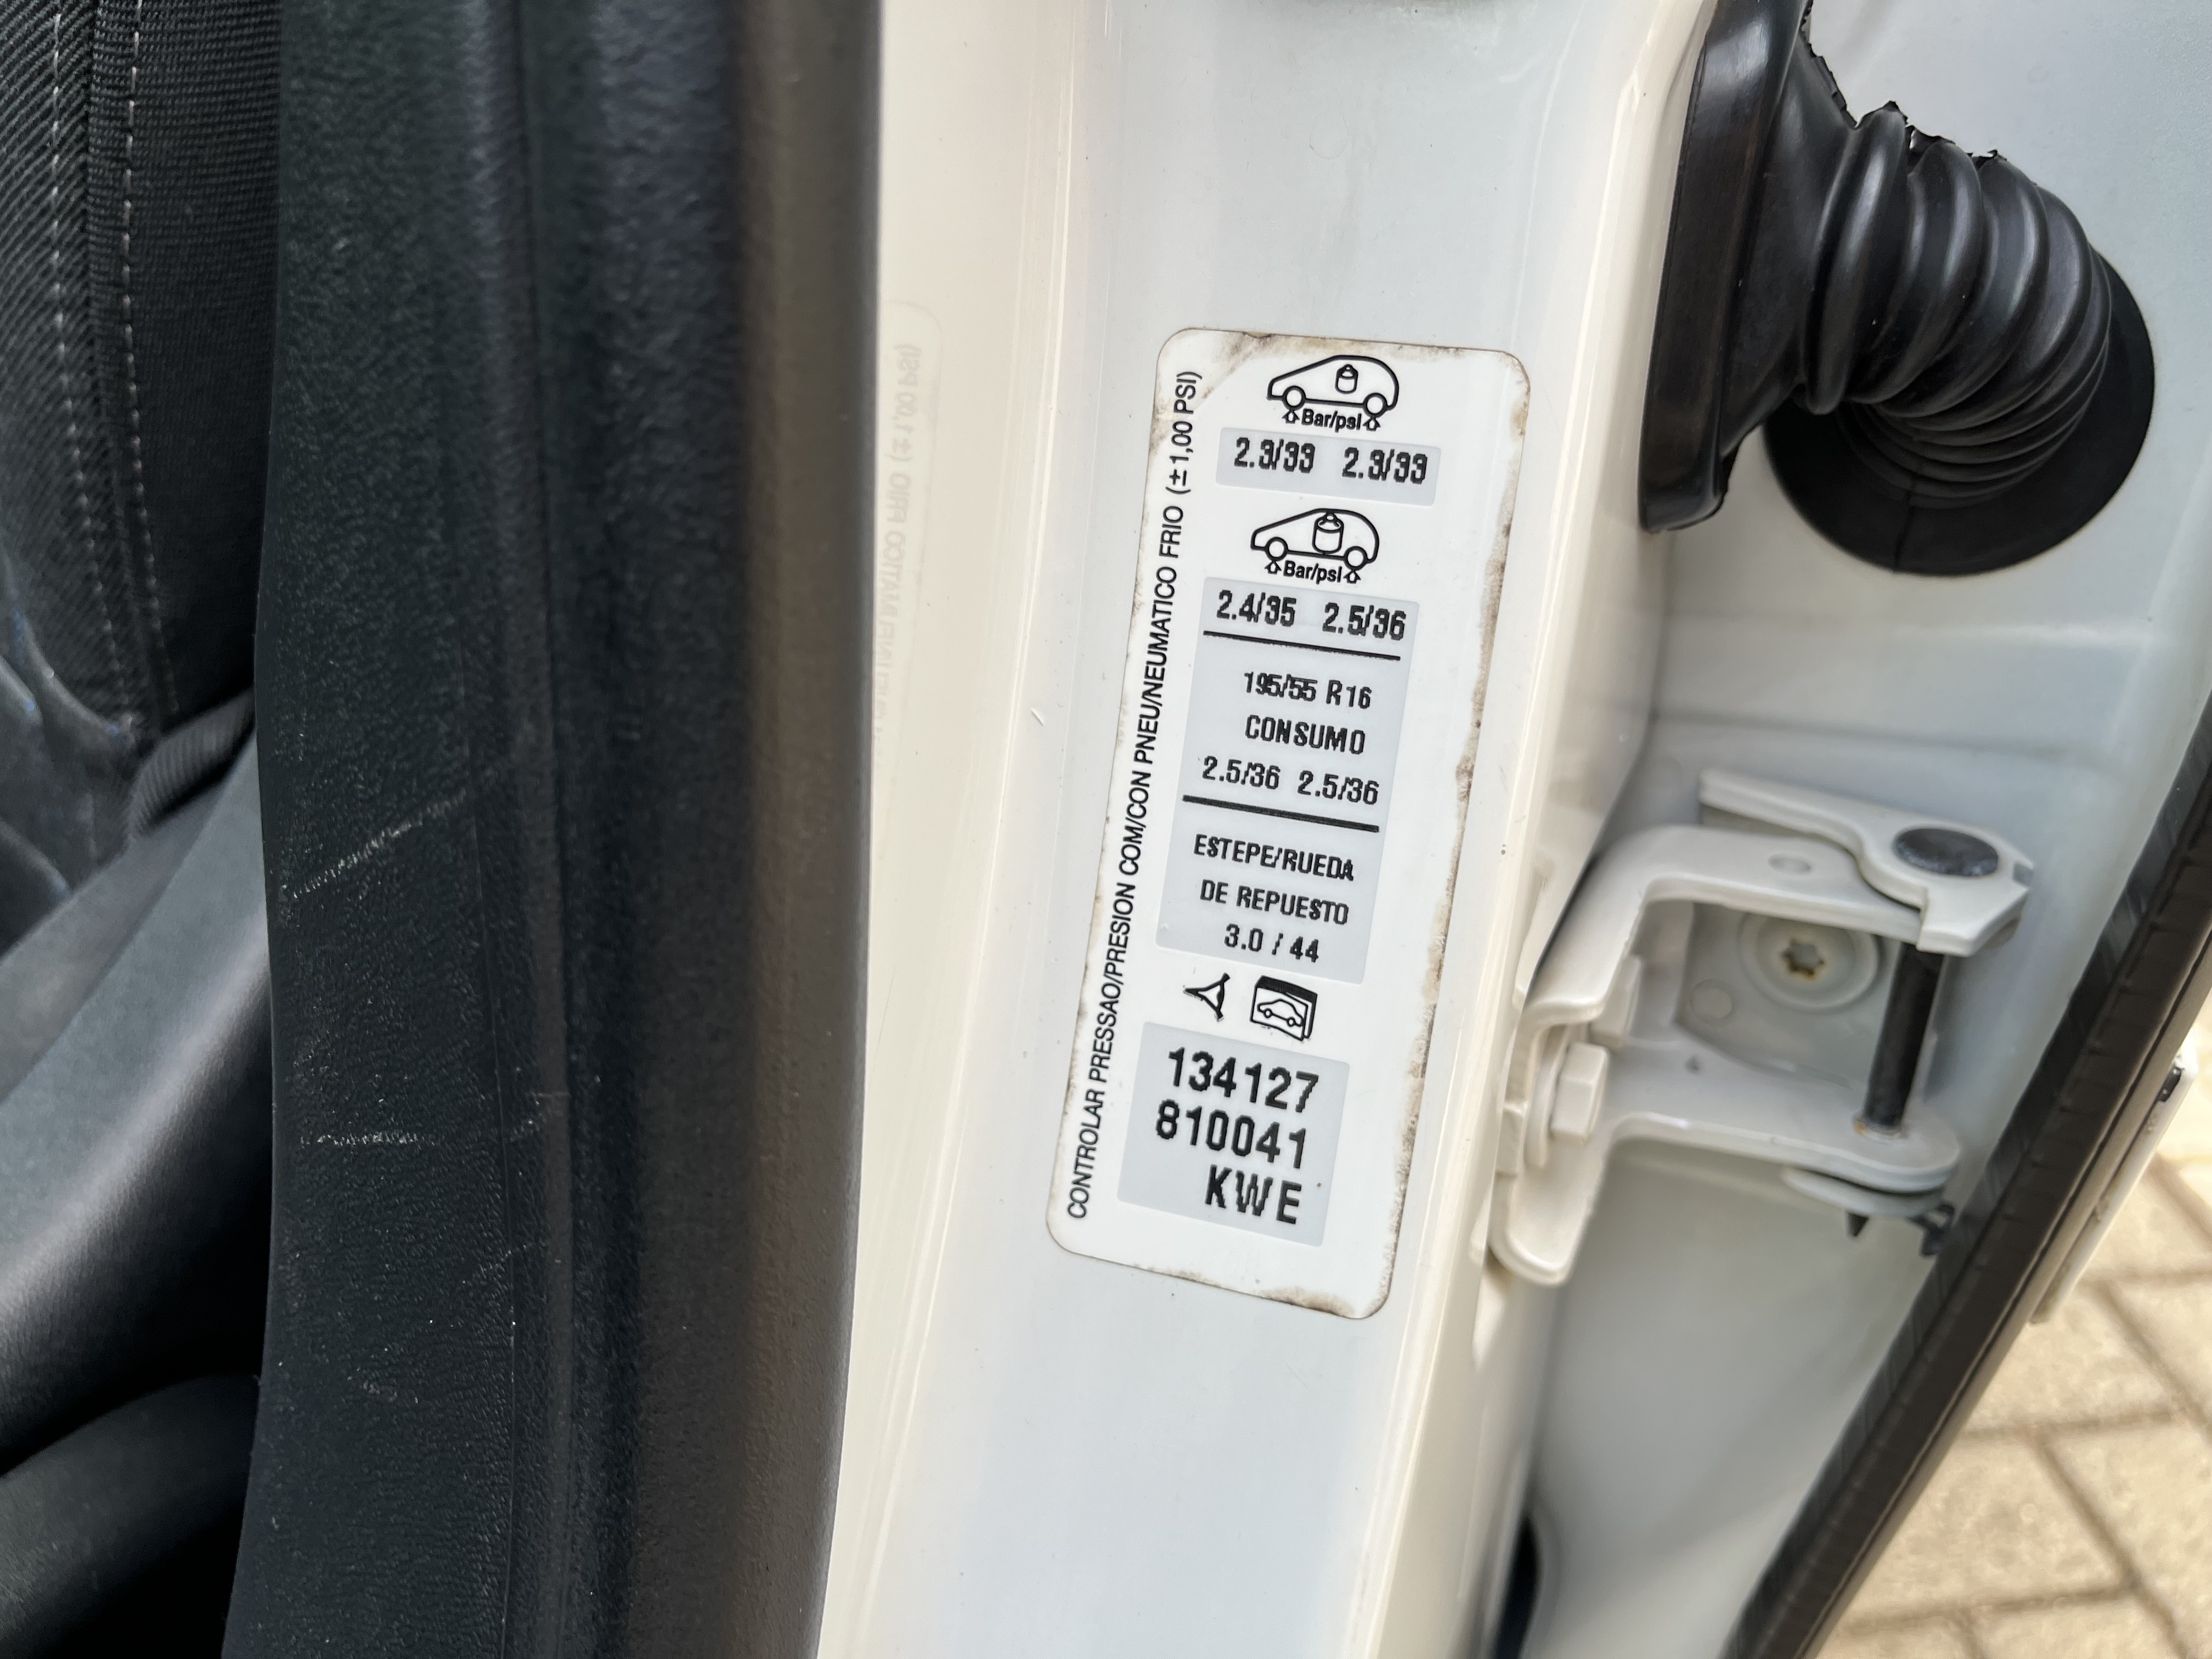 CONTROLAR PRESSAO/PRESION COM/CON PNEU/NEUMATICO FRIO (±1,00 PSI)
Bar/psi
2.3/33 2.3/33
Bar/psi
2.4/35 2.5/36
195/55 R16
CONSUMO
2.5/36 2.5/36
ESTEPE/RUEDA
DE REPUESTO
3.0 / 44
134127
810041
KWE